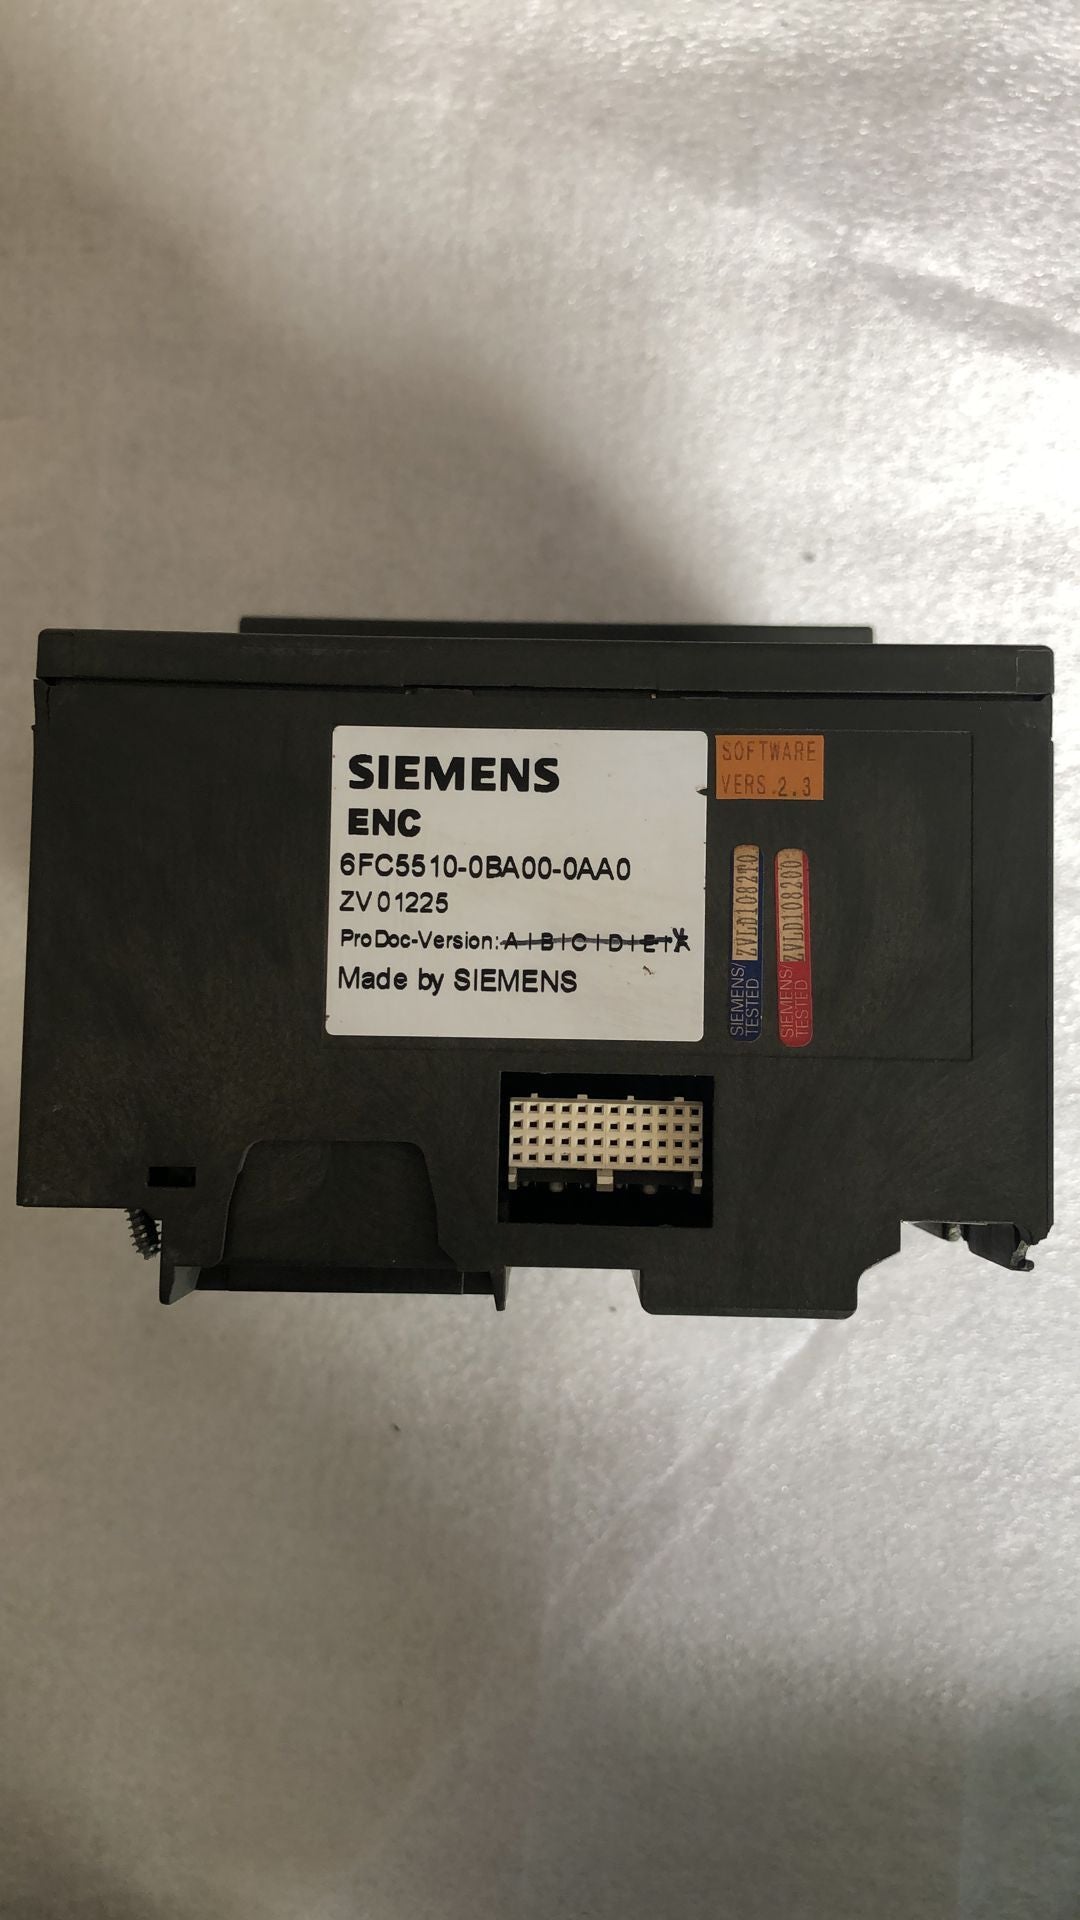 SIEMENS
ENC
6FC5510-0BA00-0AA0
ZV 01225
ProDoc-Version: A I B I C I D I E I
Made by SIEMENS
SOFTWARE
VERS.2.3
SIEMENS/
TESTED
SIEMENS/
TESTED
ZVLD108200